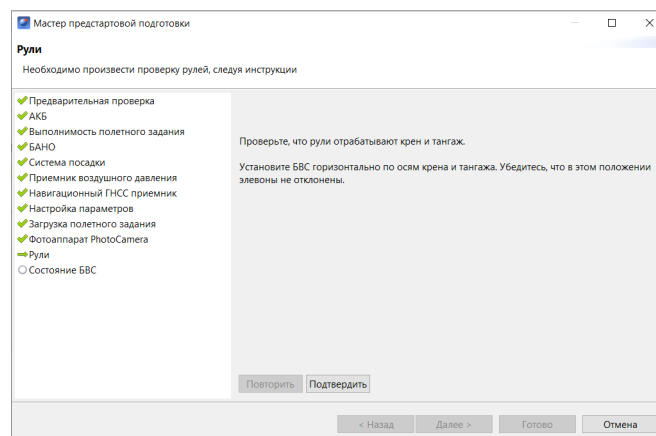 Мастер предстартовой подготовки
Рули
Необходимо произвести проверку рулей, следуя инструкции
Предварительная проверка
АКБ
Выполнимость полетного задания
БАНО
Система посадки
Приемник воздушного давления
Навигационный ГНСС приемник
Настройка параметров
Загрузка полетного задания
Фотоаппарат PhotoCamera
Рули
Состояние БВС
Проверьте, что рули отрабатывают крен и тангаж.
Установите БВС горизонтально по осям крена и тангажа. Убедитесь, что в этом положении
элевоны не отклонены.
Повторить Подтвердить
< Назад Далее > Готово Отмена